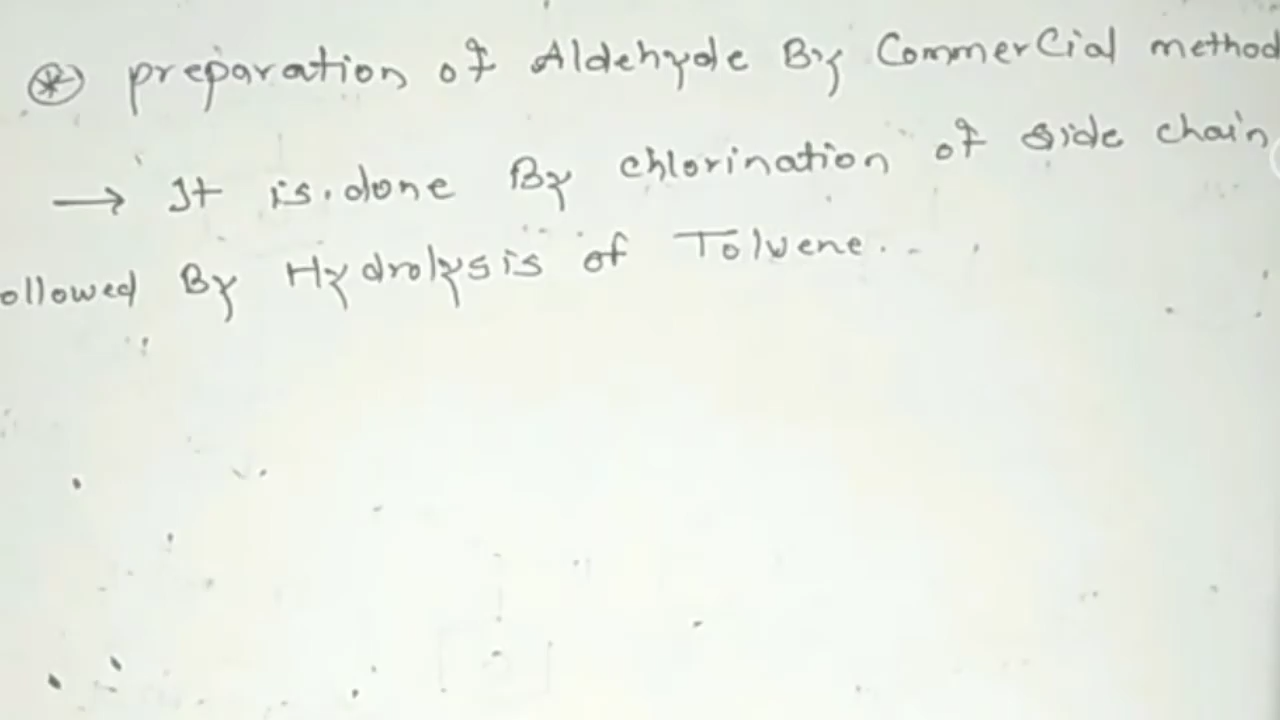 ⊛ preparation of Aldehyde By Commercial method
→ It is done By chlorination of side chain
ollowed By Hydrolysis of Toluene.